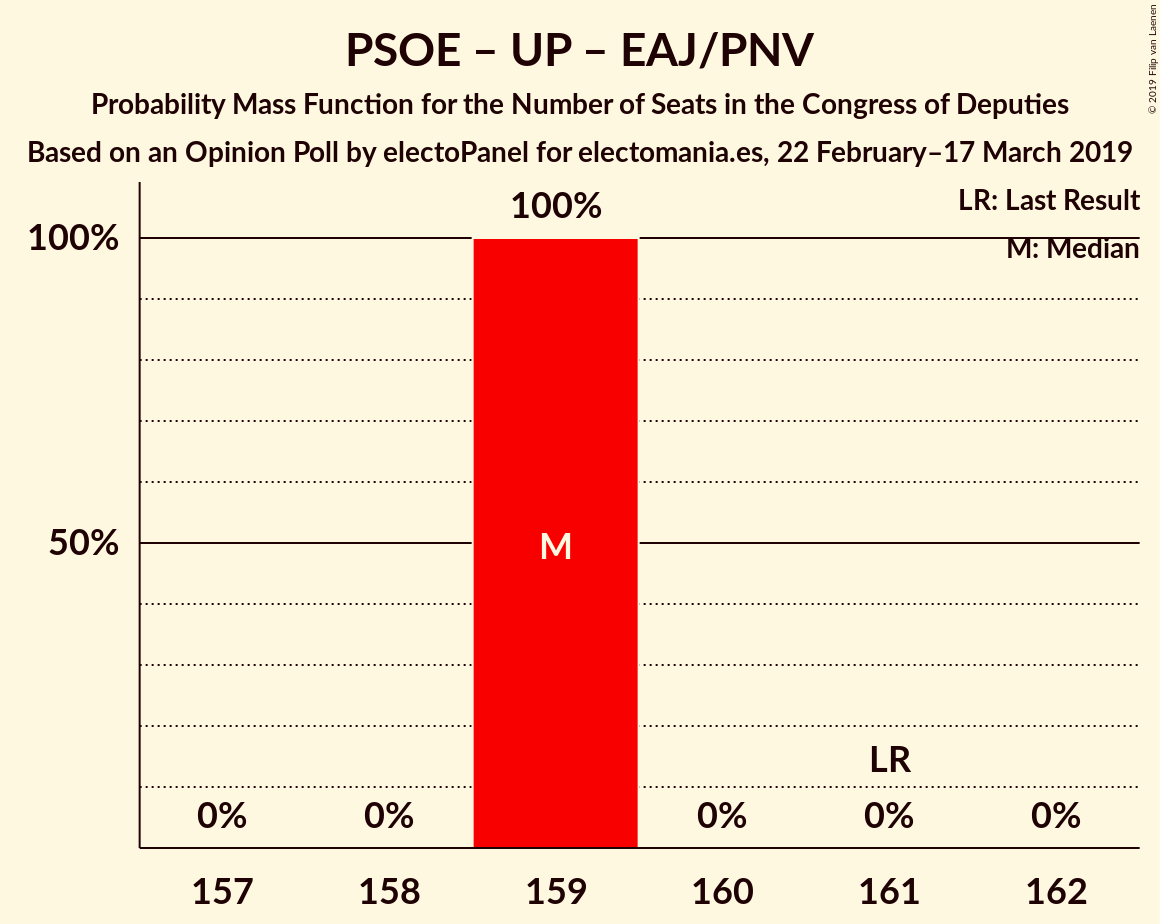 PSOE – UP – EAJ/PNV
Probability Mass Function for the Number of Seats in the Congress of Deputies
Based on an Opinion Poll by electoPanel for electomania.es, 22 February–17 March 2019
© 2019 Filip van Laenen
LR: Last Result
M: Median
100%
100%
50%
M
LR
0% 0% 0% 0% 0%
157 158 159 160 161 162